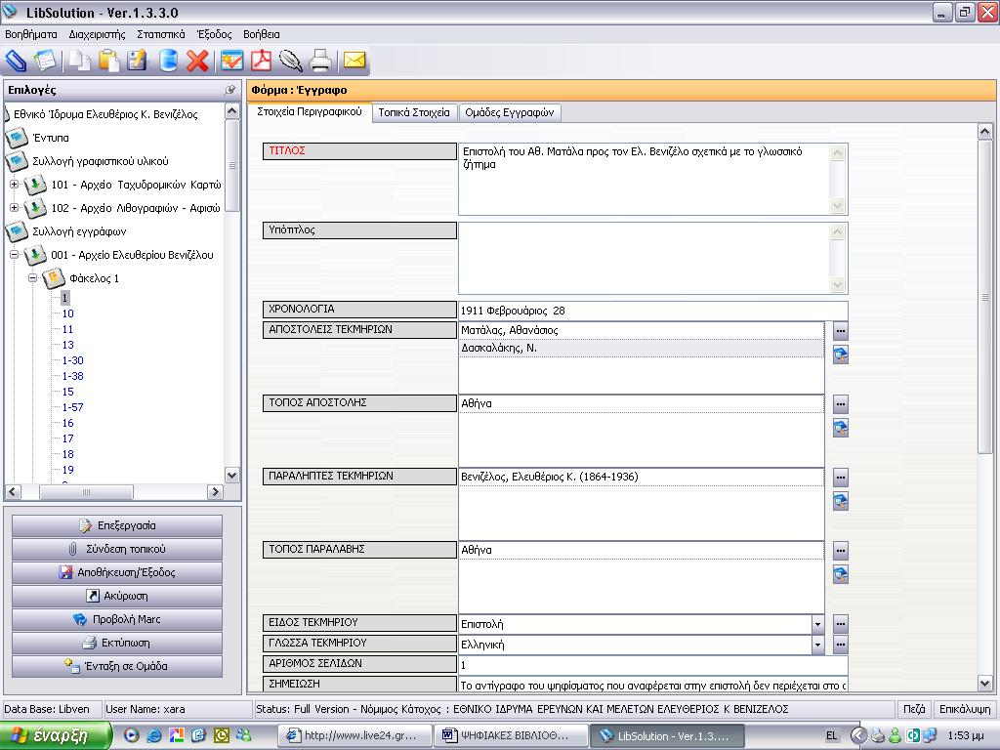 LibSolution - Ver.1.3.3.0
Βοηθήματα Διαχειριστής Στατιστικά Έξοδος Βοήθεια
Επιλογές
Εθνικό Ίδρυμα Ελευθέριος Κ. Βενιζέλος
Έντυπα
Συλλογή γραφιστικού υλικού
101 - Αρχείο Ταχυδρομικών Καρτώ
102 - Αρχείο Λιθογραφιών - Αφισώ
Συλλογή εγγράφων
001 - Αρχείο Ελευθερίου Βενιζέλου
Φάκελος 1
1
10
11
13
1-30
1-38
15
1-57
16
17
18
19
Επεξεργασία
Σύνδεση τοπικού
Αποθήκευση/Έξοδος
Ακύρωση
Προβολή Marc
Εκτύπωση
Ένταξη σε Ομάδα
Φόρμα : Έγγραφο
Στοιχεία Περιγραφικού Τοπικά Στοιχεία Ομάδες Εγγραφών
ΤΙΤΛΟΣ
Επιστολή του Αθ. Ματάλα προς τον Ελ. Βενιζέλο σχετικά με το γλωσσικό
ζήτημα
Υπότιτλος
ΧΡΟΝΟΛΟΓΙΑ 1911 Φεβρουάριος 28
ΑΠΟΣΤΟΛΕΙΣ ΤΕΚΜΗΡΙΩΝ Ματάλας, Αθανάσιος
Δασκαλάκης, Ν.
ΤΟΠΟΣ ΑΠΟΣΤΟΛΗΣ Αθήνα
ΠΑΡΑΛΗΠΤΕΣ ΤΕΚΜΗΡΙΩΝ Βενιζέλος, Ελευθέριος Κ. (1864-1936)
ΤΟΠΟΣ ΠΑΡΑΛΑΒΗΣ Αθήνα
ΕΙΔΟΣ ΤΕΚΜΗΡΙΟΥ Επιστολή
ΓΛΩΣΣΑ ΤΕΚΜΗΡΙΟΥ Ελληνική
ΑΡΙΘΜΟΣ ΣΕΛΙΔΩΝ 1
ΣΗΜΕΙΩΣΗ Το αντίγραφο του ψηφίσματος που αναφέρεται στην επιστολή δεν περιέχεται στο
Data Base: Libven User Name: xara Status: Full Version - Νόμιμος Κάτοχος : ΕΘΝΙΚΟ ΙΔΡΥΜΑ ΕΡΕΥΝΩΝ ΚΑΙ ΜΕΛΕΤΩΝ ΕΛΕΥΘΕΡΙΟΣ Κ ΒΕΝΙΖΕΛΟΣ Πεζά Επικάλυψη
έναρξη http://www.live24.gr... ΨΗΦΙΑΚΕΣ ΒΙΒΛΙΟΘ... LibSolution - Ver.1.3.... EL 1:53 μμ